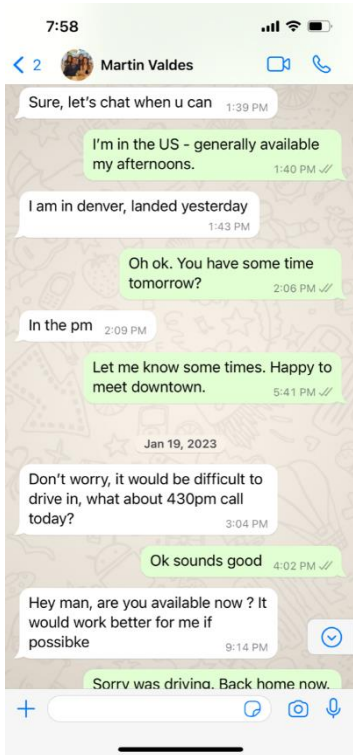 7:58
2
Martin Valdes
Sure, let's chat when u can 1:39 PM
I'm in the US - generally available
my afternoons.
1:40 PM
I am in denver, landed yesterday
1:43 PM
Oh ok. You have some time
tomorrow?
2:06 PM
In the pm 2:09 PM
Let me know some times. Happy to
meet downtown.
5:41 PM
Jan 19, 2023
Don't worry, it would be difficult to
drive in, what about 430pm call
today?
3:04 PM
Ok sounds good 4:02 PM
Hey man, are you available now ? It
would work better for me if
possibke
9:14 PM
Sorry was driving. Back home now.